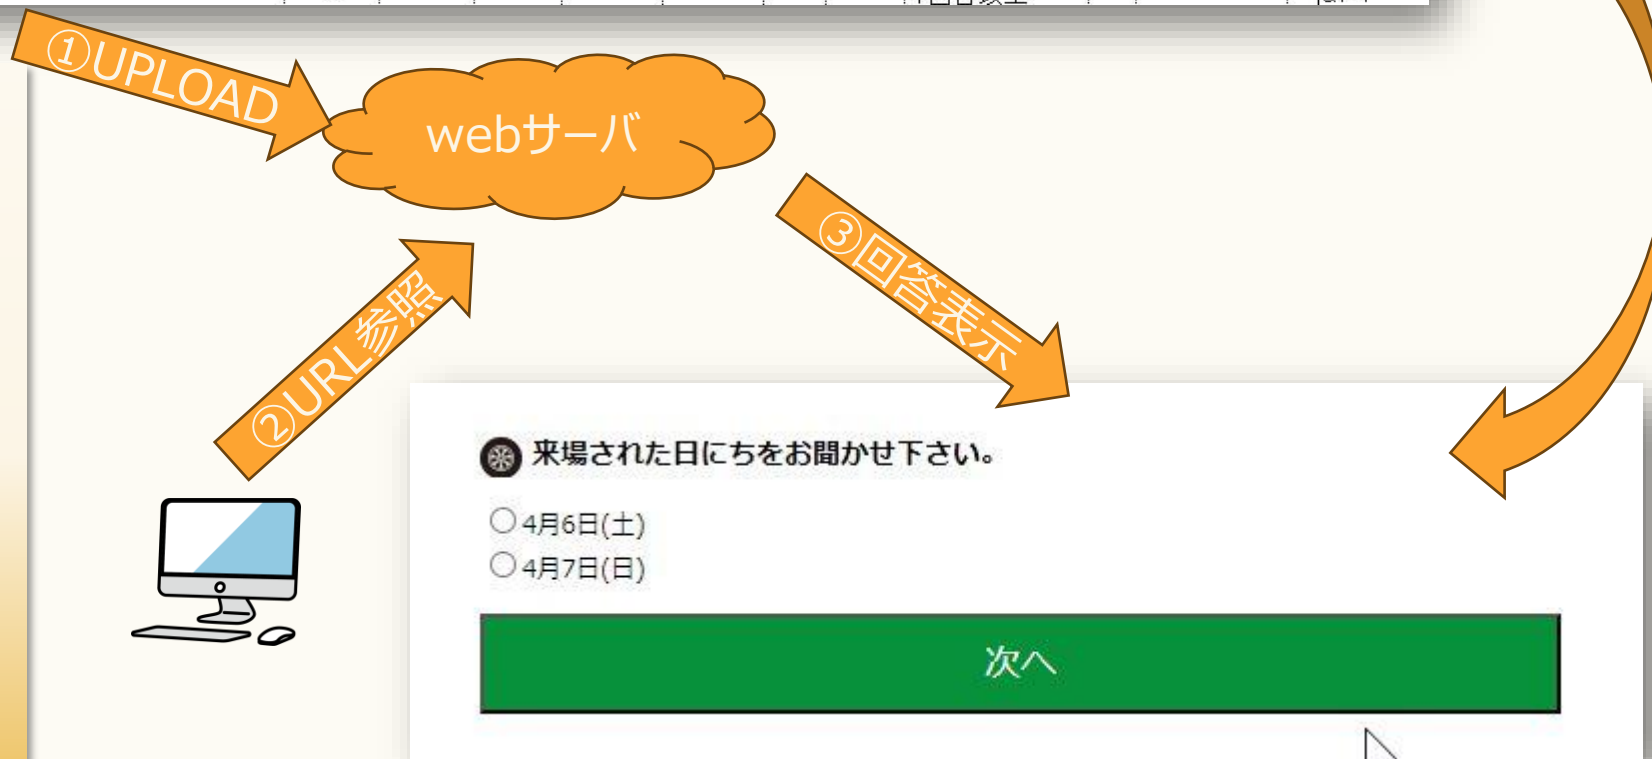 ①UPLOAD
webサーバ
②URL参照
③回答表示
来場された日にちをお聞かせ下さい。
4月6日(土)
4月7日(日)
次へ